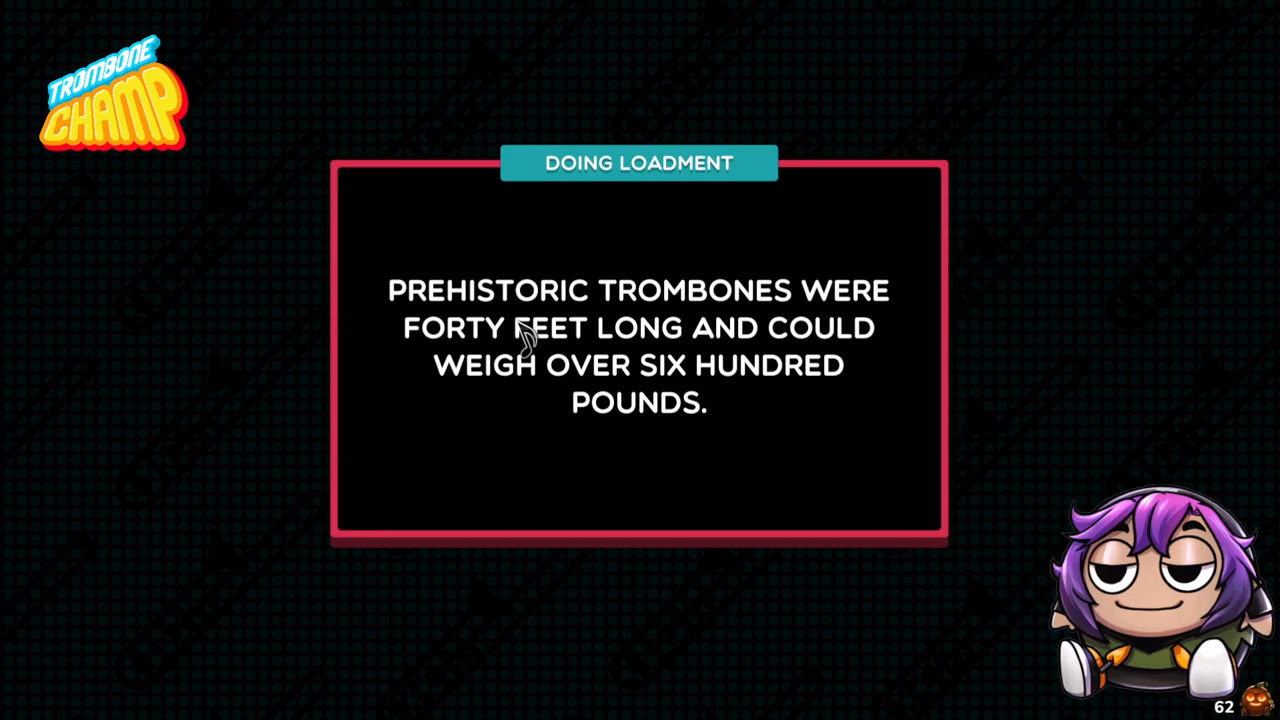 TROMBONE
CHAMP
DOING LOADMENT
PREHISTORIC TROMBONES WERE
FORTY FEET LONG AND COULD
WEIGH OVER SIX HUNDRED
POUNDS.
62